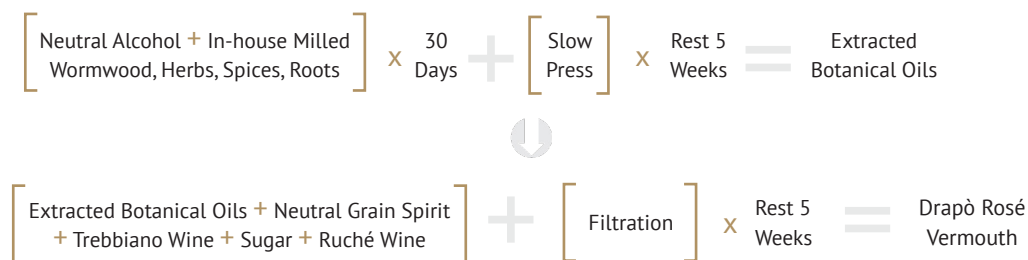 [Neutral Alcohol + In-house Milled
Wormwood, Herbs, Spices, Roots]
x
30
Days
+
[Slow
Press]
x
Rest 5
Weeks
=
Extracted
Botanical Oils
[Extracted Botanical Oils + Neutral Grain Spirit
+ Trebbiano Wine + Sugar + Ruché Wine]
+
[Filtration]
x
Rest 5
Weeks
=
Drapò Rosé
Vermouth